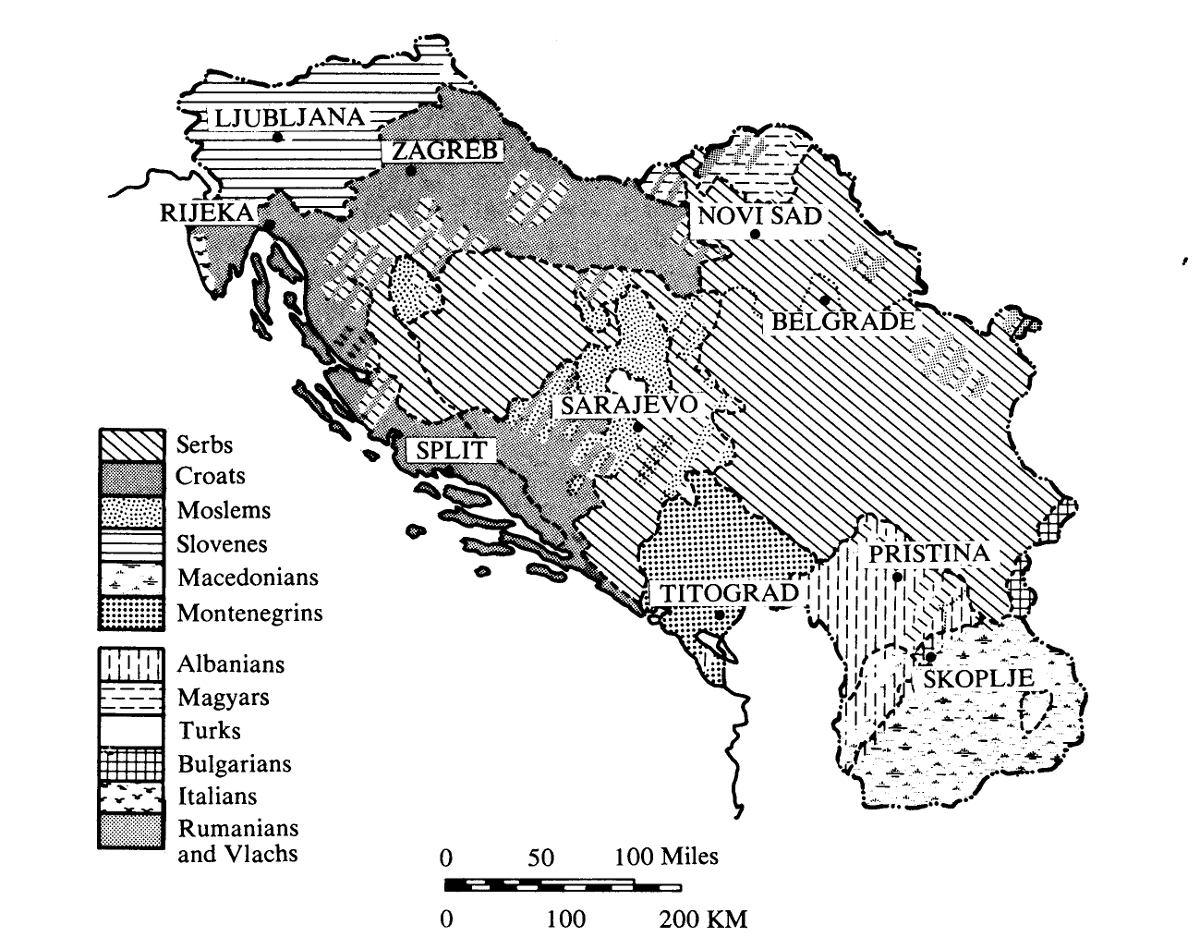 LJUBLJANA
ZAGREB
RIJEKA
NOVI SAD
BELGRADE
SARAJEVO
SPLIT
PRISTINA
TITOGRAD
SKOPLJE
Serbs
Croats
Moslems
Slovenes
Macedonians
Montenegrins
Albanians
Magyars
Turks
Bulgarians
Italians
Rumanians
and Vlachs
0 50 100 Miles
0 100 200 KM